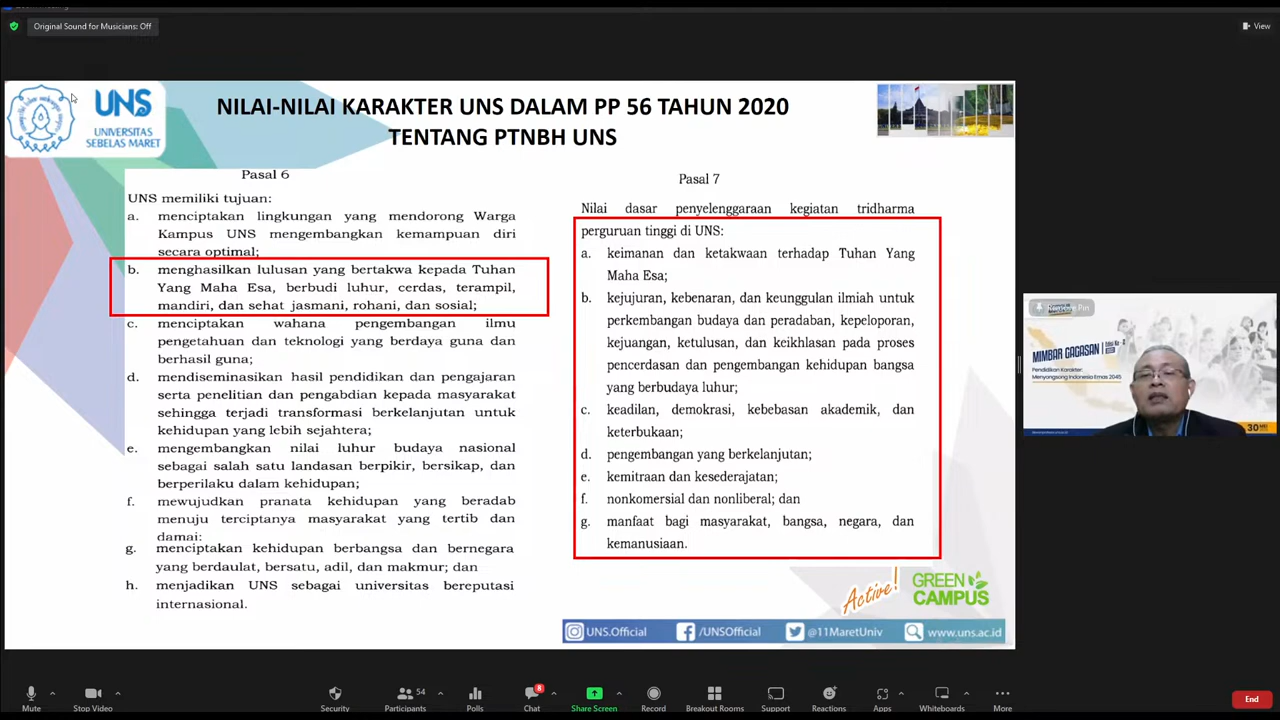 Original Sound for Musicians: Off
View
UNS
UNIVERSITAS
SEBELAS MARET
NILAI-NILAI KARAKTER UNS DALAM PP 56 TAHUN 2020
TENTANG PTNBH UNS
Pasal 6
UNS memiliki tujuan:
a. menciptakan lingkungan yang mendorong Warga
Kampus UNS mengembangkan kemampuan diri
secara optimal;
b. menghasilkan lulusan yang bertakwa kepada Tuhan
Yang Maha Esa, berbudi luhur, cerdas, terampil,
mandiri, dan sehat jasmani, rohani, dan sosial;
c. menciptakan wahana pengembangan ilmu
pengetahuan dan teknologi yang berdaya guna dan
berhasil guna;
d. mendiseminasikan hasil pendidikan dan pengajaran
serta penelitian dan pengabdian kepada masyarakat
sehingga terjadi transformasi berkelanjutan untuk
kehidupan yang lebih sejahtera;
e. mengembangkan nilai luhur budaya nasional
sebagai salah satu landasan berpikir, bersikap, dan
berperilaku dalam kehidupan;
f. mewujudkan pranata kehidupan yang beradab
menuju terciptanya masyarakat yang tertib dan
damai;
g. menciptakan kehidupan berbangsa dan bernegara
yang berdaulat, bersatu, adil, dan makmur; dan
h. menjadikan UNS sebagai universitas bereputasi
internasional.
Pasal 7
Nilai dasar penyelenggaraan kegiatan tridharma
perguruan tinggi di UNS:
a. keimanan dan ketakwaan terhadap Tuhan Yang
Maha Esa;
b. kejujuran, kebenaran, dan keunggulan ilmiah untuk
perkembangan budaya dan peradaban, kepeloporan,
kejuangan, ketulusan, dan keikhlasan pada proses
pencerdasan dan pengembangan kehidupan bangsa
yang berbudaya luhur;
c. keadilan, demokrasi, kebebasan akademik, dan
keterbukaan;
d. pengembangan yang berkelanjutan;
e. kemitraan dan kesederajatan;
f. nonkomersial dan nonliberal; dan
g. manfaat bagi masyarakat, bangsa, negara, dan
kemanusiaan.
Active!
GREEN
CAMPUS
UNS.Official
/UNSOfficial
@11MaretUniv
www.uns.ac.id
Pin
MIMBAR GAGASAN
Pendidikan Karakter:
Menyongsong Indonesia Emas 2045
30 MEI
Mute
Stop Video
Security
54
Participants
Polls
8
Chat
Share Screen
Record
Breakout Rooms
Support
Reactions
Apps
Whiteboards
More
End